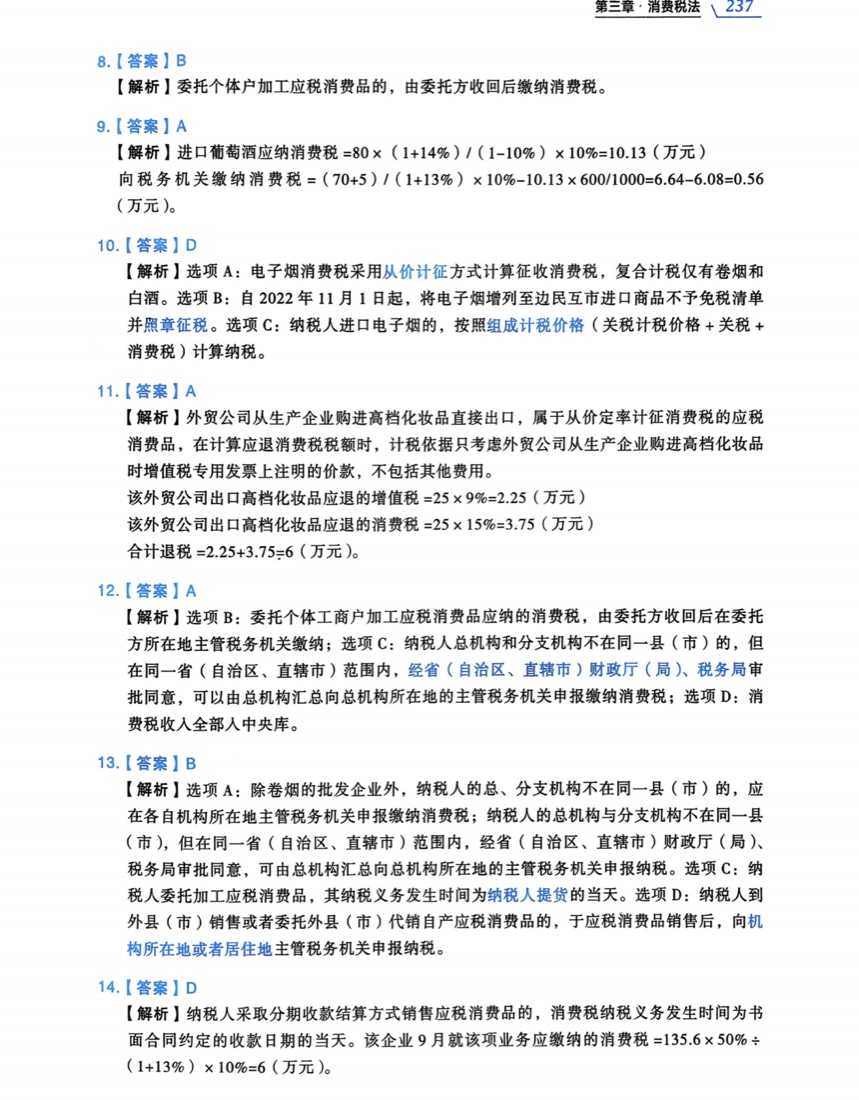 第三章·消费税法 237
8.【答案】B
【解析】委托个体户加工应税消费品的，由委托方收回后缴纳消费税。
9.【答案】A
【解析】进口葡萄酒应纳消费税 =80×（1+14%）/（1-10%）×10%=10.13（万元）
向税务机关缴纳消费税 =（70+5）/（1+13%）×10%-10.13×600/1000=6.64-6.08=0.56
（万元）。
10.【答案】D
【解析】选项 A：电子烟消费税采用从价计征方式计算征收消费税，复合计税仅有卷烟和
白酒。选项 B：自 2022 年 11 月 1 日起，将电子烟增列至边民互市进口商品不予免税清单
并照章征税。选项 C：纳税人进口电子烟的，按照组成计税价格（关税计税价格 + 关税 +
消费税）计算纳税。
11.【答案】A
【解析】外贸公司从生产企业购进高档化妆品直接出口，属于从价定率计征消费税的应税
消费品，在计算应退消费税税额时，计税依据只考虑外贸公司从生产企业购进高档化妆品
时增值税专用发票上注明的价款，不包括其他费用。
该外贸公司出口高档化妆品应退的增值税 =25×9%=2.25（万元）
该外贸公司出口高档化妆品应退的消费税 =25×15%=3.75（万元）
合计退税 =2.25+3.75=6（万元）。
12.【答案】A
【解析】选项 B：委托个体工商户加工应税消费品应纳的消费税，由委托方收回后在委托
方所在地主管税务机关缴纳；选项 C：纳税人总机构和分支机构不在同一县（市）的，但
在同一省（自治区、直辖市）范围内，经省（自治区、直辖市）财政厅（局）、税务局审
批同意，可以由总机构汇总向总机构所在地的主管税务机关申报缴纳消费税；选项 D：消
费税收入全部入中央库。
13.【答案】B
【解析】选项 A：除卷烟的批发企业外，纳税人的总、分支机构不在同一县（市）的，应
在各自机构所在地主管税务机关申报缴纳消费税；纳税人的总机构与分支机构不在同一县
（市），但在同一省（自治区、直辖市）范围内，经省（自治区、直辖市）财政厅（局）、
税务局审批同意，可由总机构汇总向总机构所在地的主管税务机关申报纳税。选项 C：纳
税人委托加工应税消费品，其纳税义务发生时间为纳税人提货的当天。选项 D：纳税人到
外县（市）销售或者委托外县（市）代销自产应税消费品的，于应税消费品销售后，向机
构所在地或者居住地主管税务机关申报纳税。
14.【答案】D
【解析】纳税人采取分期收款结算方式销售应税消费品的，消费税纳税义务发生时间为书
面合同约定的收款日期的当天。该企业 9 月就该项业务应缴纳的消费税 =135.6×50%÷
（1+13%）×10%=6（万元）。